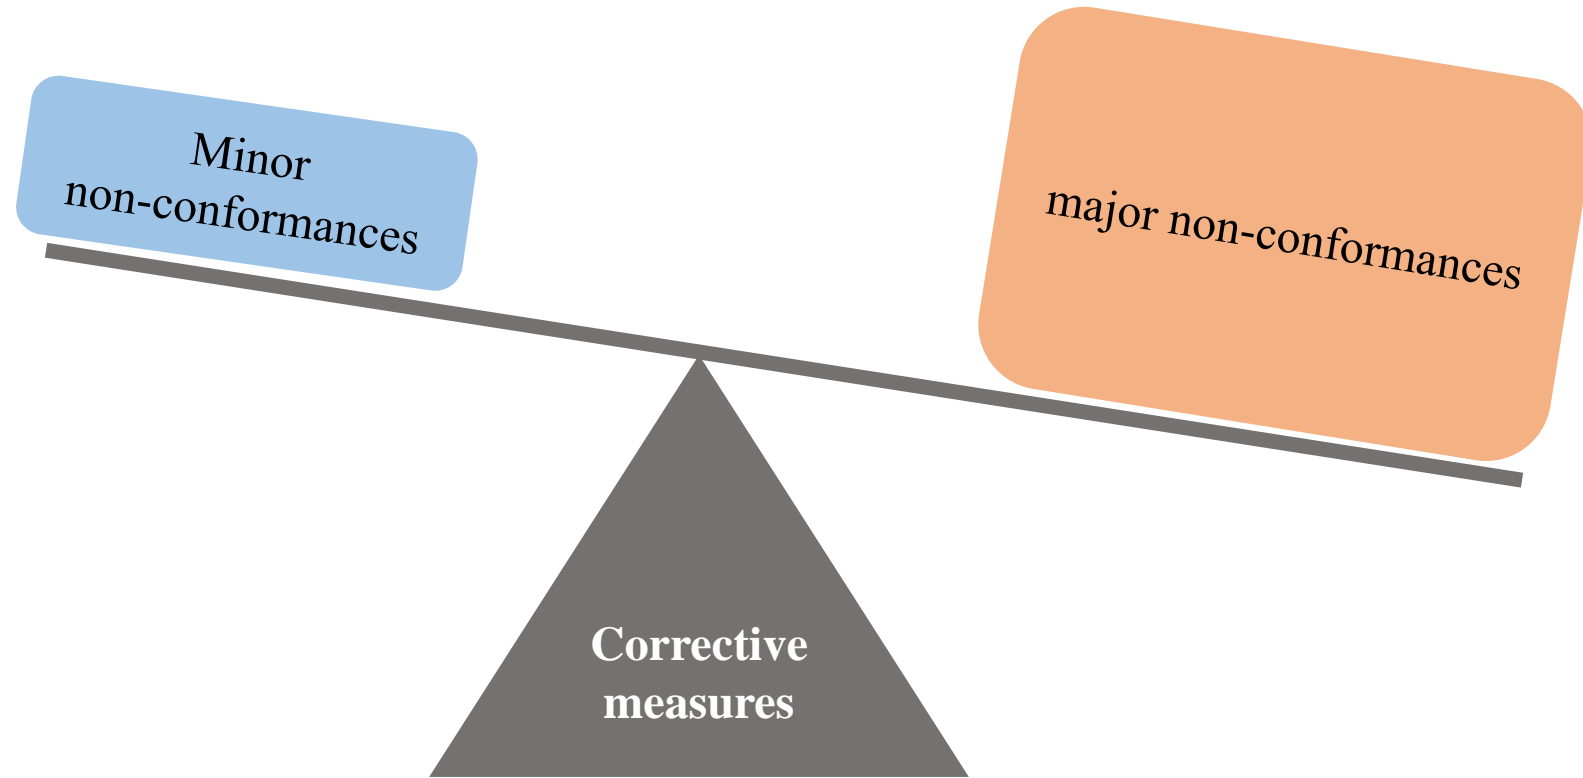 Minor
non-conformances
major non-conformances
Corrective
measures